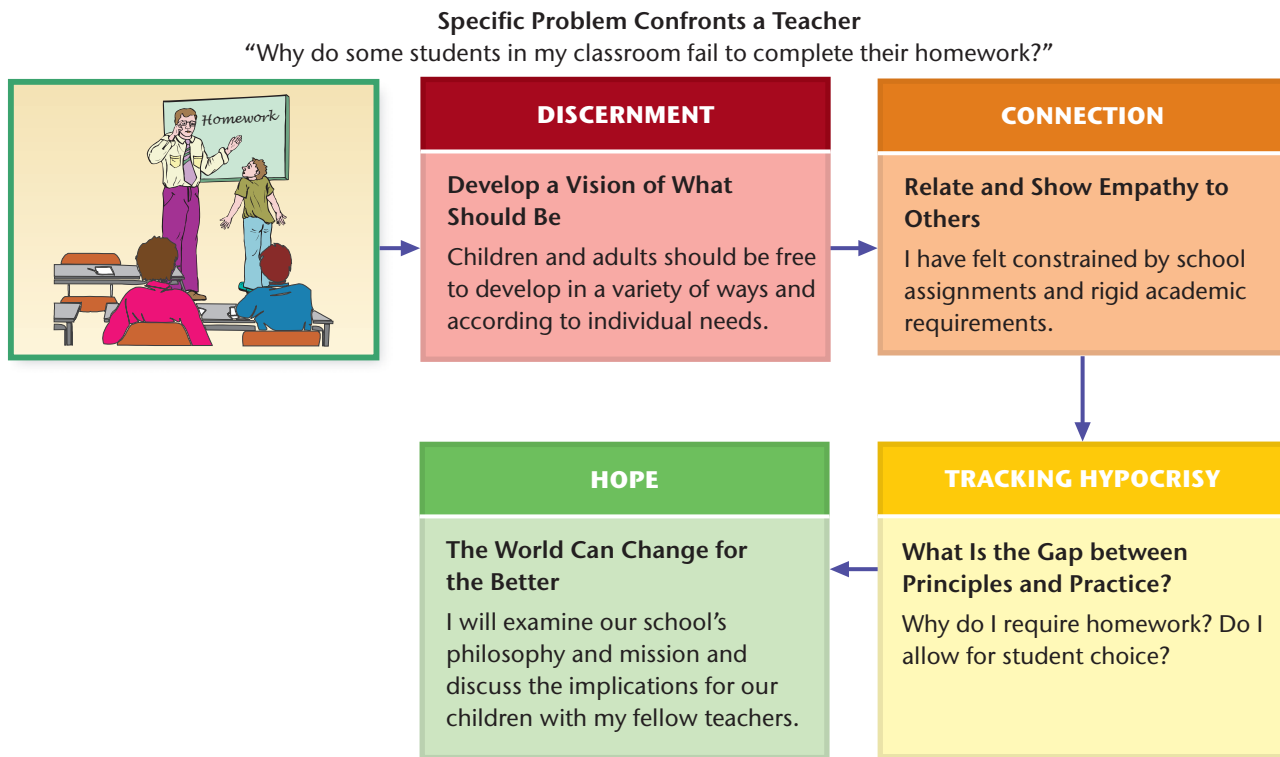 Specific Problem Confronts a Teacher
“Why do some students in my classroom fail to complete their homework?”
Homework
DISCERNMENT
Develop a Vision of What
Should Be
Children and adults should be free
to develop in a variety of ways and
according to individual needs.
CONNECTION
Relate and Show Empathy to
Others
I have felt constrained by school
assignments and rigid academic
requirements.
TRACKING HYPOCRISY
What Is the Gap between
Principles and Practice?
Why do I require homework? Do I
allow for student choice?
HOPE
The World Can Change for
the Better
I will examine our school’s
philosophy and mission and
discuss the implications for our
children with my fellow teachers.